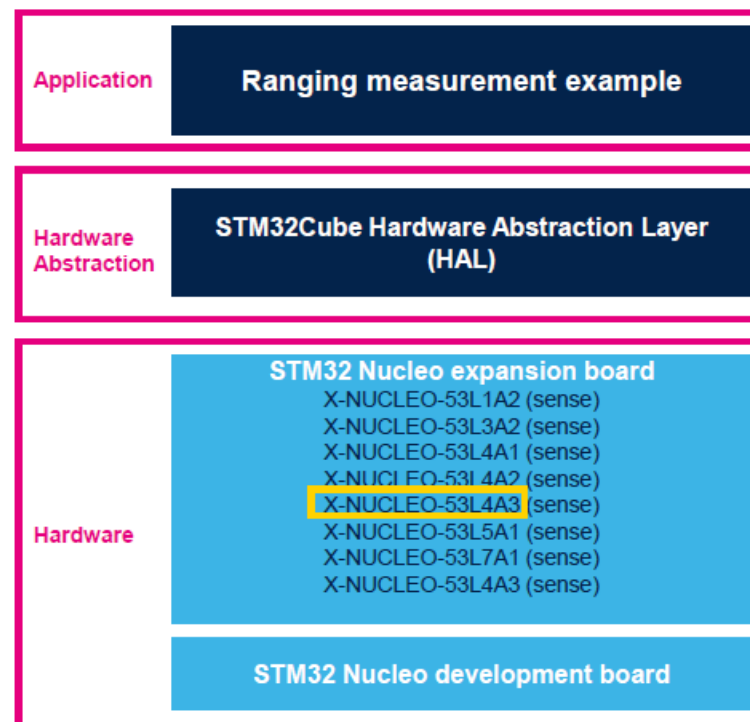 Application
Ranging measurement example
Hardware
Abstraction
STM32Cube Hardware Abstraction Layer
(HAL)
Hardware
STM32 Nucleo expansion board
X-NUCLEO-53L1A2 (sense)
X-NUCLEO-53L3A2 (sense)
X-NUCLEO-53L4A1 (sense)
X-NUCLEO-53L4A2 (sense)
X-NUCLEO-53L4A3 (sense)
X-NUCLEO-53L5A1 (sense)
X-NUCLEO-53L7A1 (sense)
X-NUCLEO-53L4A3 (sense)
STM32 Nucleo development board